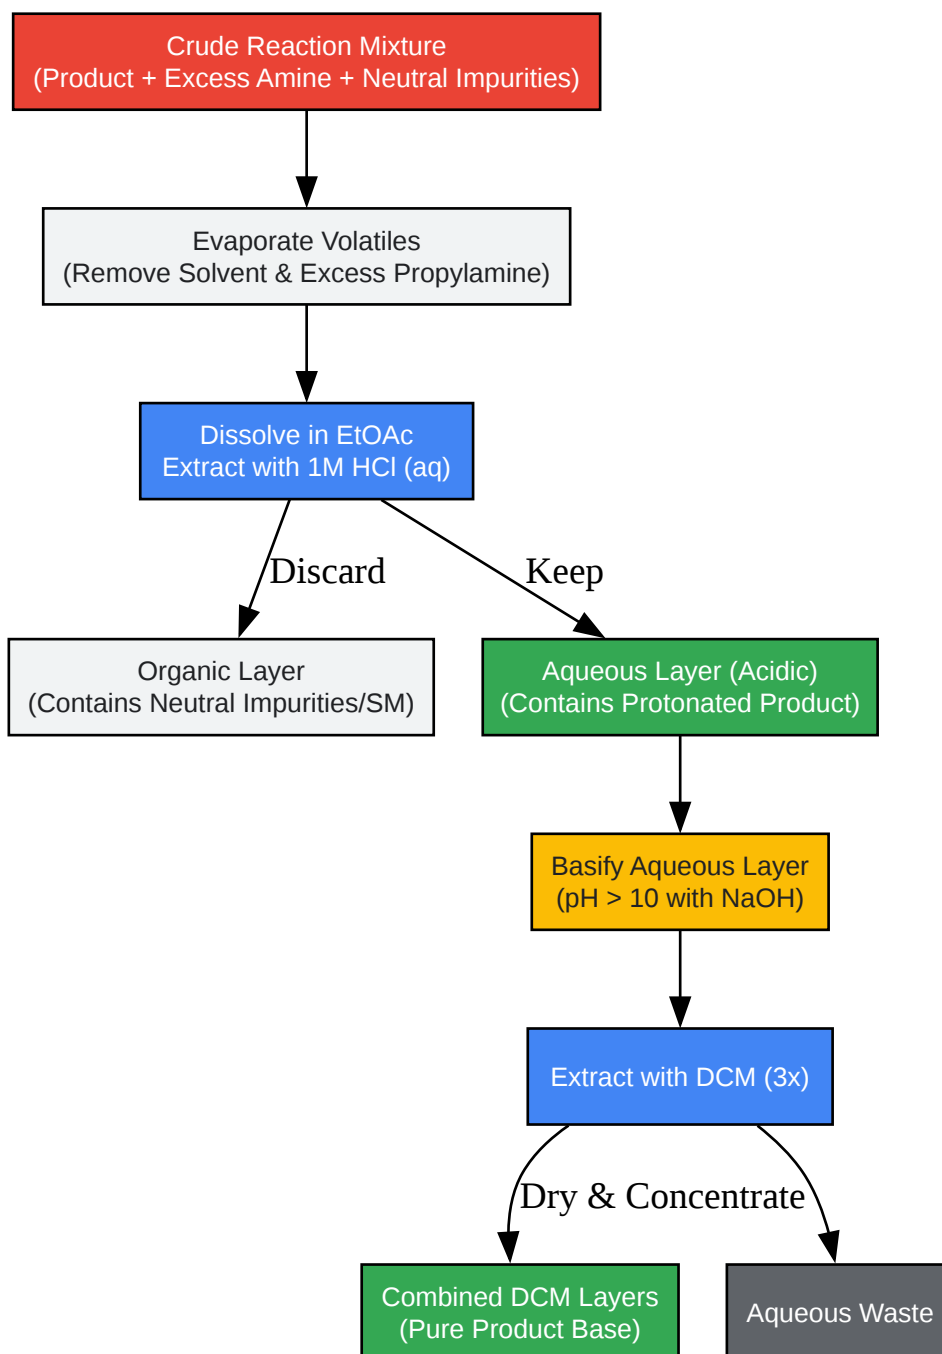 Crude Reaction Mixture
(Product + Excess Amine + Neutral Impurities)
Evaporate Volatiles
(Remove Solvent & Excess Propylamine)
Dissolve in EtOAc
Extract with 1M HCl (aq)
Discard
Keep
Organic Layer
(Contains Neutral Impurities/SM)
Aqueous Layer (Acidic)
(Contains Protonated Product)
Basify Aqueous Layer
(pH > 10 with NaOH)
Extract with DCM (3x)
Dry & Concentrate
Combined DCM Layers
(Pure Product Base)
Aqueous Waste